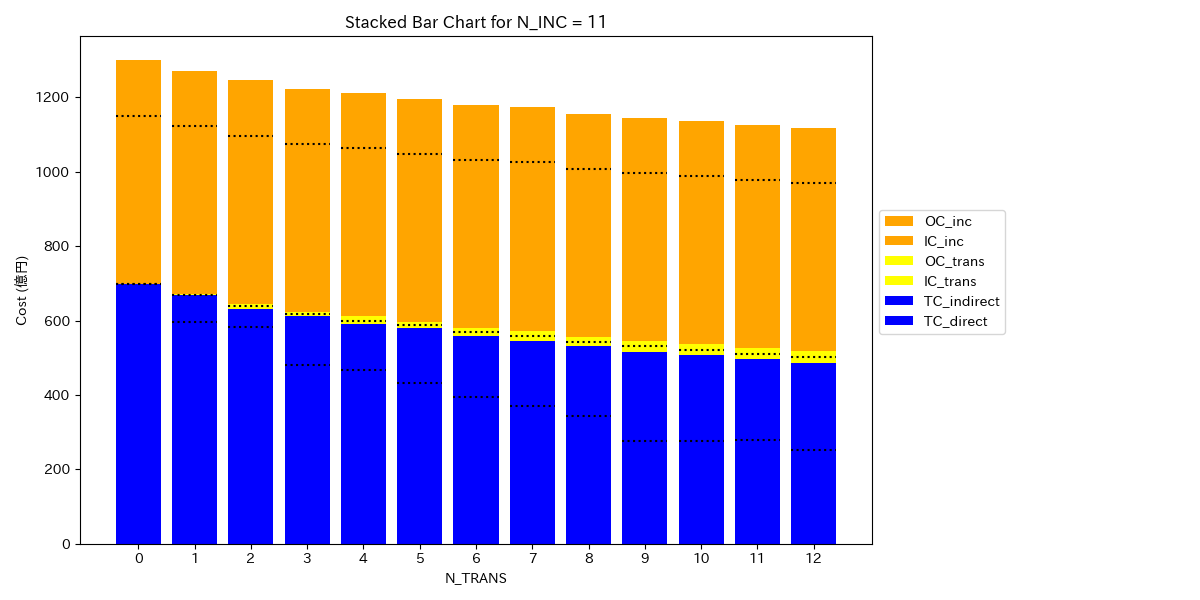 Stacked Bar Chart for N_INC = 11
Cost (億円)
1200
1000
800
600
400
200
0
0 1 2 3 4 5 6 7 8 9 10 11 12
N_TRANS
OC_inc
IC_inc
OC_trans
IC_trans
TC_indirect
TC_direct